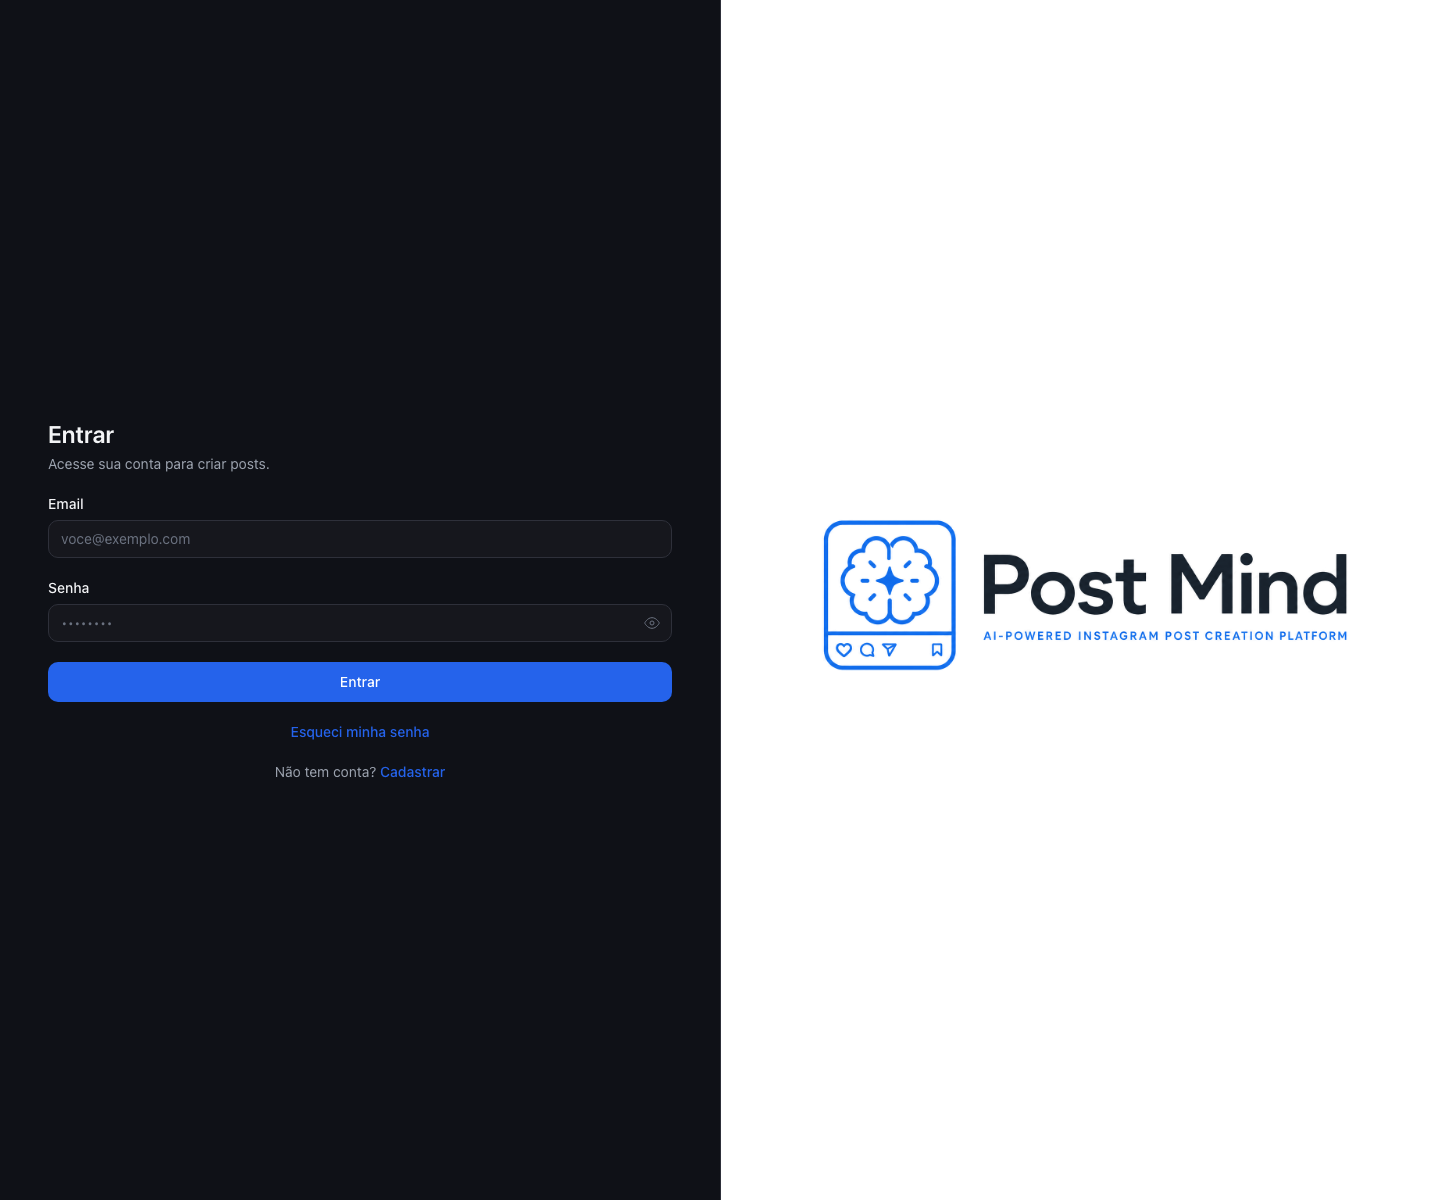 Entrar
Acesse sua conta para criar posts.
Email
voce@exemplo.com
Senha
••••••••
Entrar
Esqueci minha senha
Não tem conta? Cadastrar
Post Mind
AI-POWERED INSTAGRAM POST CREATION PLATFORM